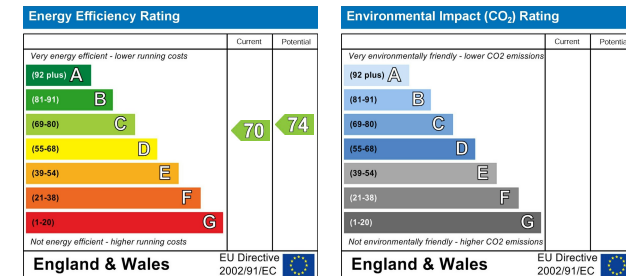 Energy Efficiency Rating
Current Potential
Very energy efficient - lower running costs
(92 plus) A
(81-91) B
(69-80) C
(55-68) D
(39-54) E
(21-38) F
(1-20) G
70
74
Not energy efficient - higher running costs
England & Wales
EU Directive
2002/91/EC
Environmental Impact (CO₂) Rating
Current Potential
Very environmentally friendly - lower CO2 emissions
(92 plus) A
(81-91) B
(69-80) C
(55-68) D
(39-54) E
(21-38) F
(1-20) G
Not environmentally friendly - higher CO2 emissions
England & Wales
EU Directive
2002/91/EC